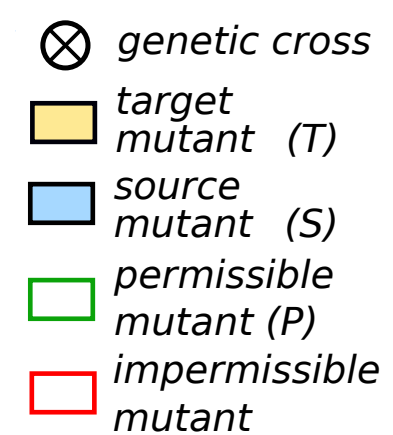 genetic cross
target
mutant (T)
source
mutant (S)
permissible
mutant (P)
impermissible
mutant